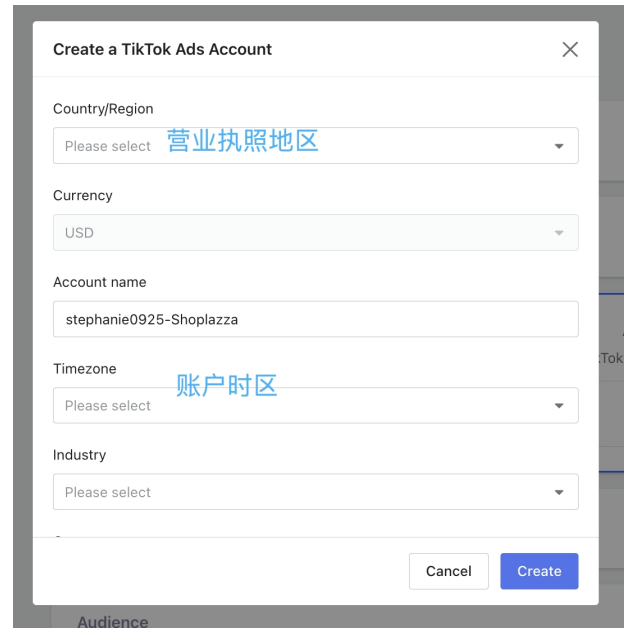 Create a TikTok Ads Account
Country/Region
Please select 营业执照地区
Currency
USD
Account name
stephanie0925-Shoplazza
Timezone
账户时区
Please select
Tok
Industry
Please select
Cancel Create
Audience